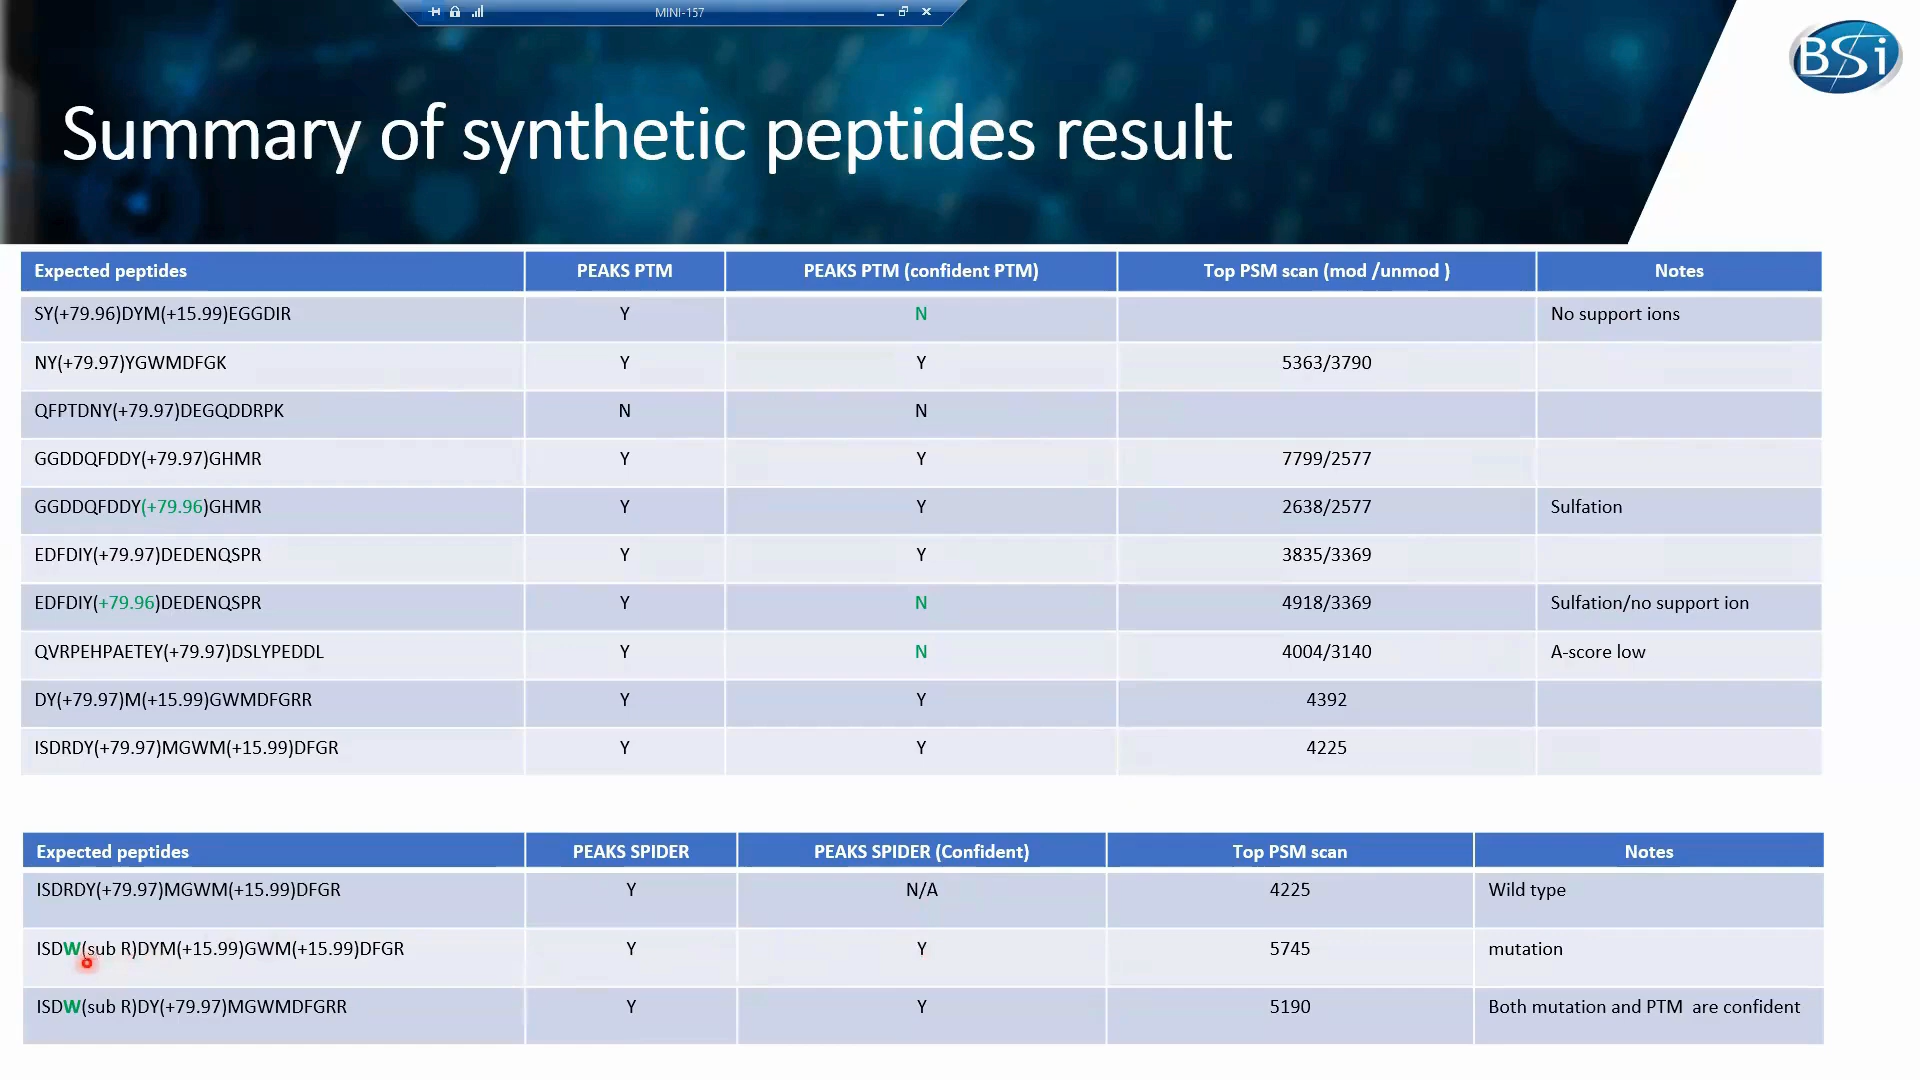 MINI-157
BSi
Summary of synthetic peptides result
Expected peptides PEAKS PTM PEAKS PTM (confident PTM) Top PSM scan (mod /unmod ) Notes
SY(+79.96)DYM(+15.99)EGGDIR Y N No support ions
NY(+79.97)YGWMDFGK Y Y 5363/3790
QFPTDNY(+79.97)DEGQDDRPK N N
GGDDQFDDY(+79.97)GHMR Y Y 7799/2577
GGDDQFDDY(+79.96)GHMR Y Y 2638/2577 Sulfation
EDFDIY(+79.97)DEDENQSPR Y Y 3835/3369
EDFDIY(+79.96)DEDENQSPR Y N 4918/3369 Sulfation/no support ion
QVRPEHPAETEY(+79.97)DSLYPEDDL Y N 4004/3140 A-score low
DY(+79.97)M(+15.99)GWMDFGRR Y Y 4392
ISDRDY(+79.97)MGWM(+15.99)DFGR Y Y 4225
Expected peptides PEAKS SPIDER PEAKS SPIDER (Confident) Top PSM scan Notes
ISDRDY(+79.97)MGWM(+15.99)DFGR Y N/A 4225 Wild type
ISDW(sub R)DYM(+15.99)GWM(+15.99)DFGR Y Y 5745 mutation
ISDW(sub R)DY(+79.97)MGWMDFGRR Y Y 5190 Both mutation and PTM are confident